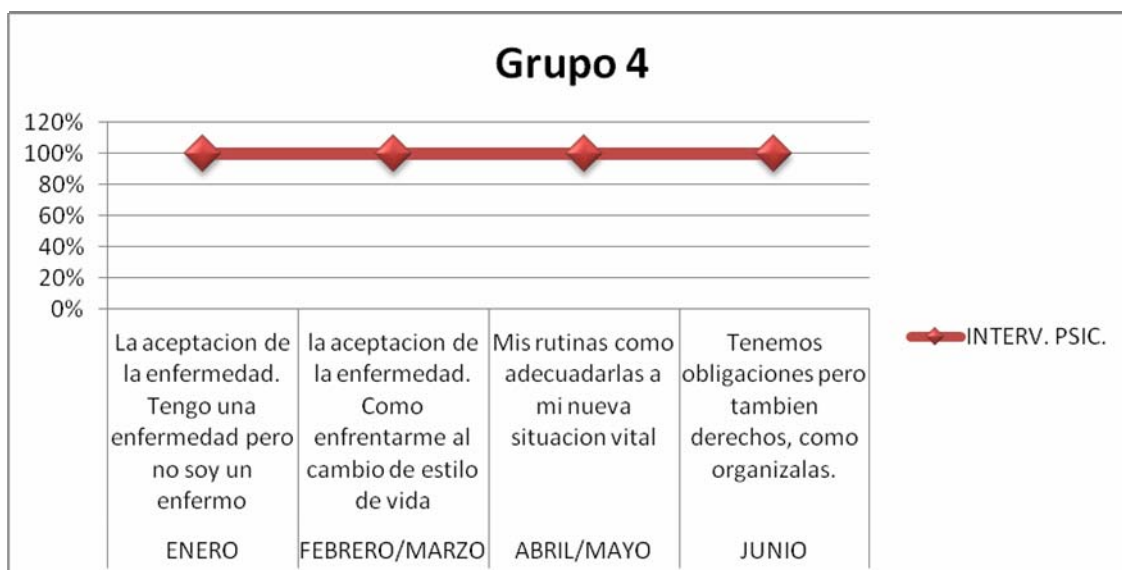 Grupo 4
120%
100%
80%
60%
40%
20%
0%
La aceptacion de
la enfermedad.
Tengo una
enfermedad pero
no soy un
enfermo
ENERO
la aceptacion de
la enfermedad.
Como
enfrentarme al
cambio de estilo
de vida
FEBRERO/MARZO
Mis rutinas como
adecuadarlas a
mi nueva
situacion vital
ABRIL/MAYO
Tenemos
obligaciones pero
tambien
derechos, como
organizalas.
JUNIO
INTERV. PSIC.